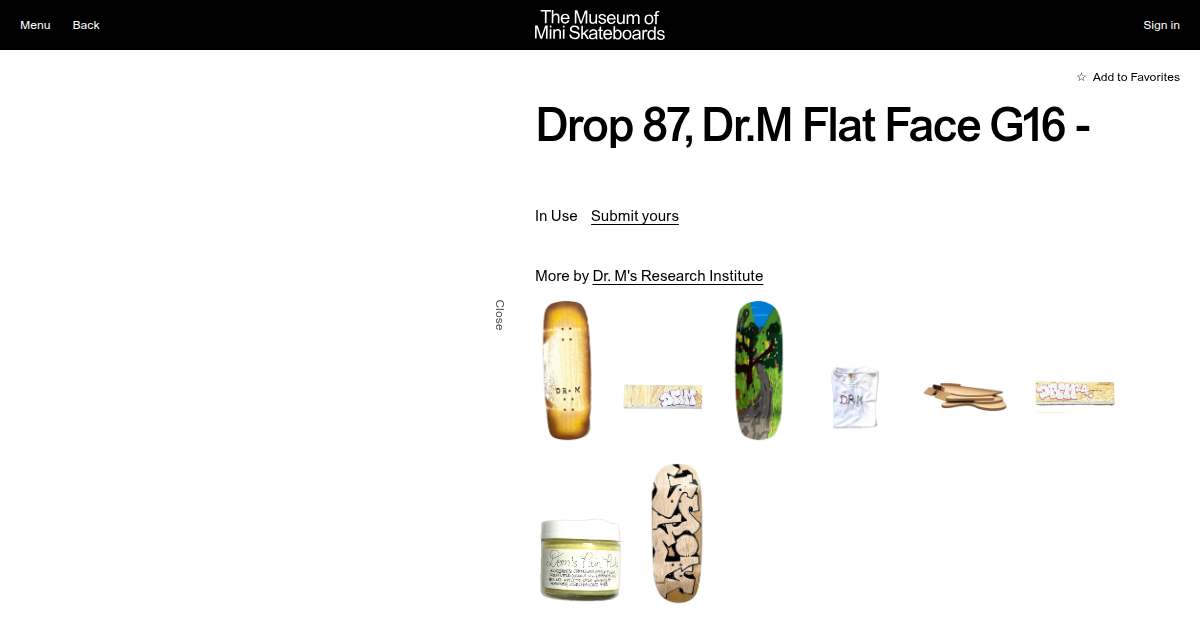 Menu
Back
The Museum of
Mini Skateboards
Sign in
☆ Add to Favorites
Drop 87, Dr.M Flat Face G16 -
In Use
Submit yours
More by Dr. M's Research Institute
Close
DR.M
DR.M